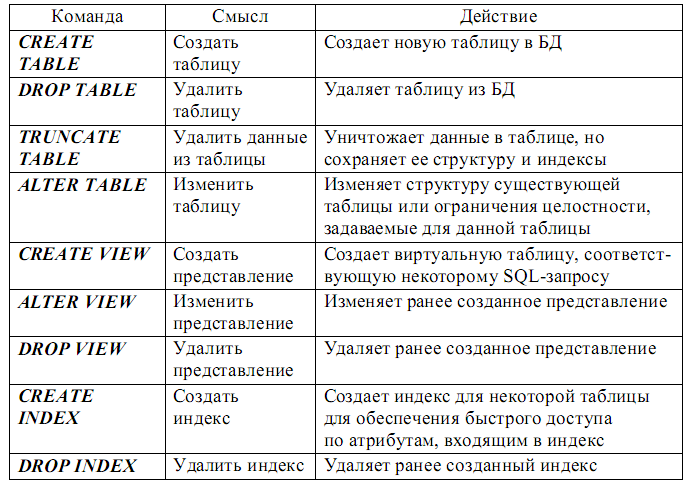 Команда Смысл Действие
CREATE Создать Создает новую таблицу в БД
TABLE таблицу
DROP TABLE Удалить Удаляет таблицу из БД
таблицу
TRUNCATE Удалить данные Уничтожает данные в таблице, но
TABLE из таблицы сохраняет ее структуру и индексы
ALTER TABLE Изменить Изменяет структуру существующей
таблицу таблицы или ограничения целостности,
задаваемые для данной таблицы
CREATE VIEW Создать Создает виртуальную таблицу, соответст-
представление вующую некоторому SQL-запросу
ALTER VIEW Изменить Изменяет ранее созданное представление
представление
DROP VIEW Удалить Удаляет ранее созданное представление
представление
CREATE Создать Создает индекс для некоторой таблицы
INDEX индекс для обеспечения быстрого доступа
по атрибутам, входящим в индекс
DROP INDEX Удалить индекс Удаляет ранее созданный индекс